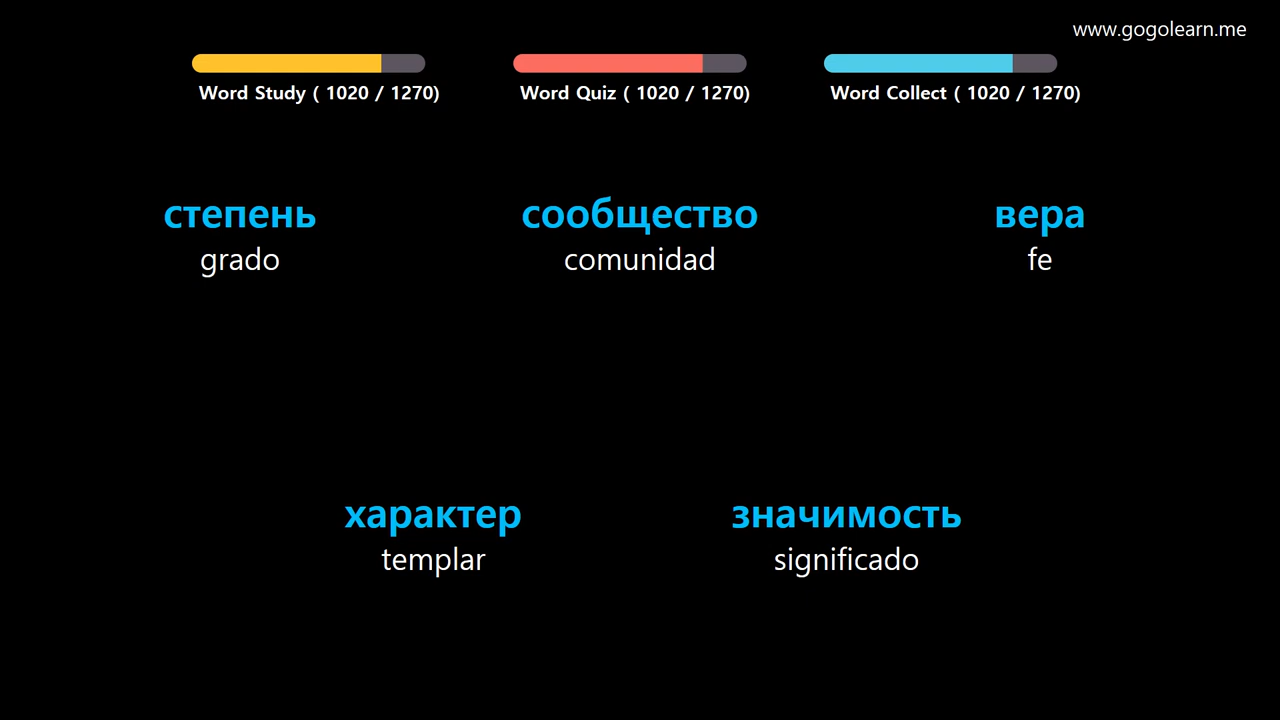 www.gogolearn.me
Word Study ( 1020 / 1270)
Word Quiz ( 1020 / 1270)
Word Collect ( 1020 / 1270)
степень
grado
сообщество
comunidad
вера
fe
характер
templar
значимость
significado